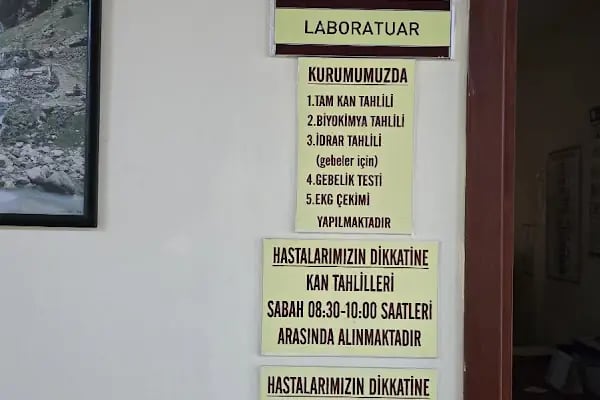 LABORATUAR
KURUMUMUZDA
1.TAM KAN TAHLİLİ
2.BİYOKİMYA TAHLİLİ
3.İDRAR TAHLİLİ
(gebeler için)
4.GEBELİK TESTİ
5.EKG ÇEKİMİ
YAPILMAKTADIR
HASTALARIMIZIN DİKKATİNE
KAN TAHLİLLERİ
SABAH 08:30-10:00 SAATLERİ
ARASINDA ALINMAKTADIR
HASTALARIMIZIN DİKKATİNE